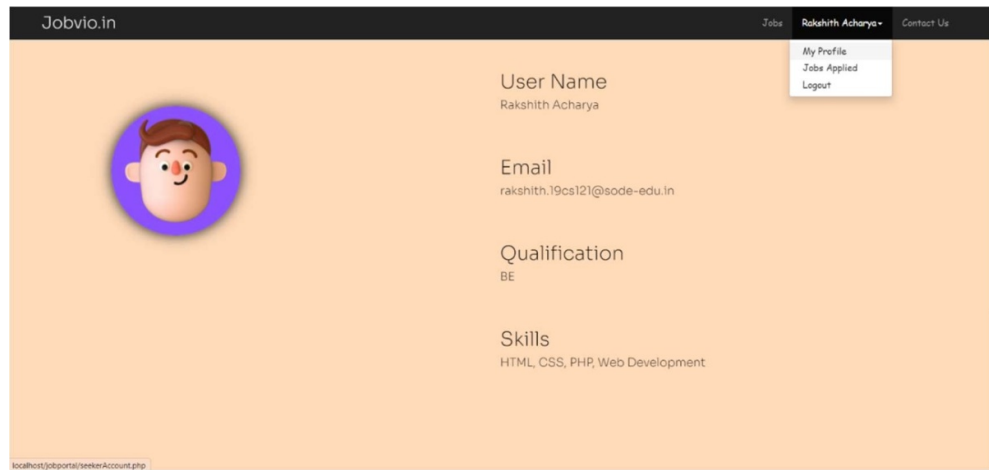 Jobvio.in
Jobs Rakshith Acharya Contact Us
My Profile
Jobs Applied
Logout
User Name
Rakshith Acharya
Email
rakshith.19cs121@sode-edu.in
Qualification
BE
Skills
HTML, CSS, PHP, Web Development
localhost/jobportal/seekerAccount.php